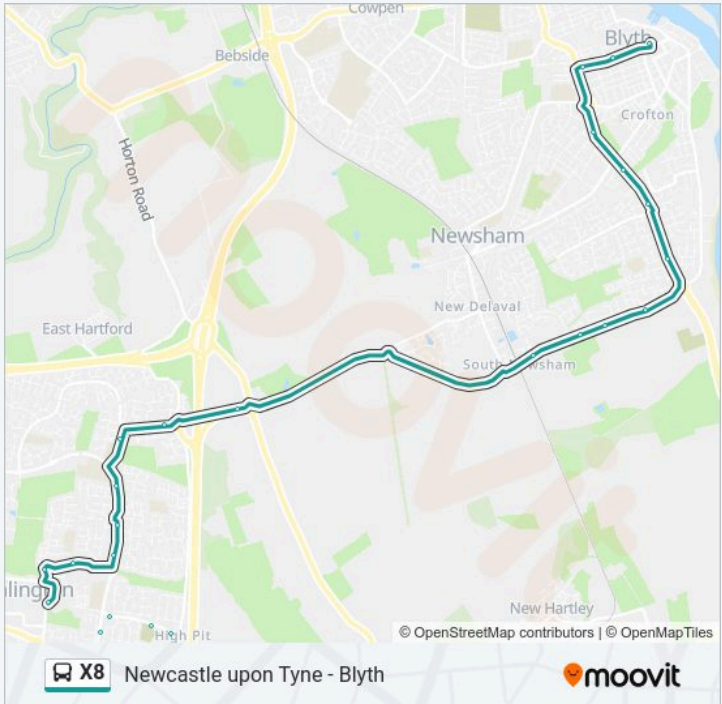 Cowpen
Blyth
Bebside
Crofton
Horton Road
Newsham
New Delaval
East Hartford
South Newsham
lington
New Hartley
High Pit
© OpenStreetMap contributors | © OpenMapTiles
X8 Newcastle upon Tyne - Blyth
moovit